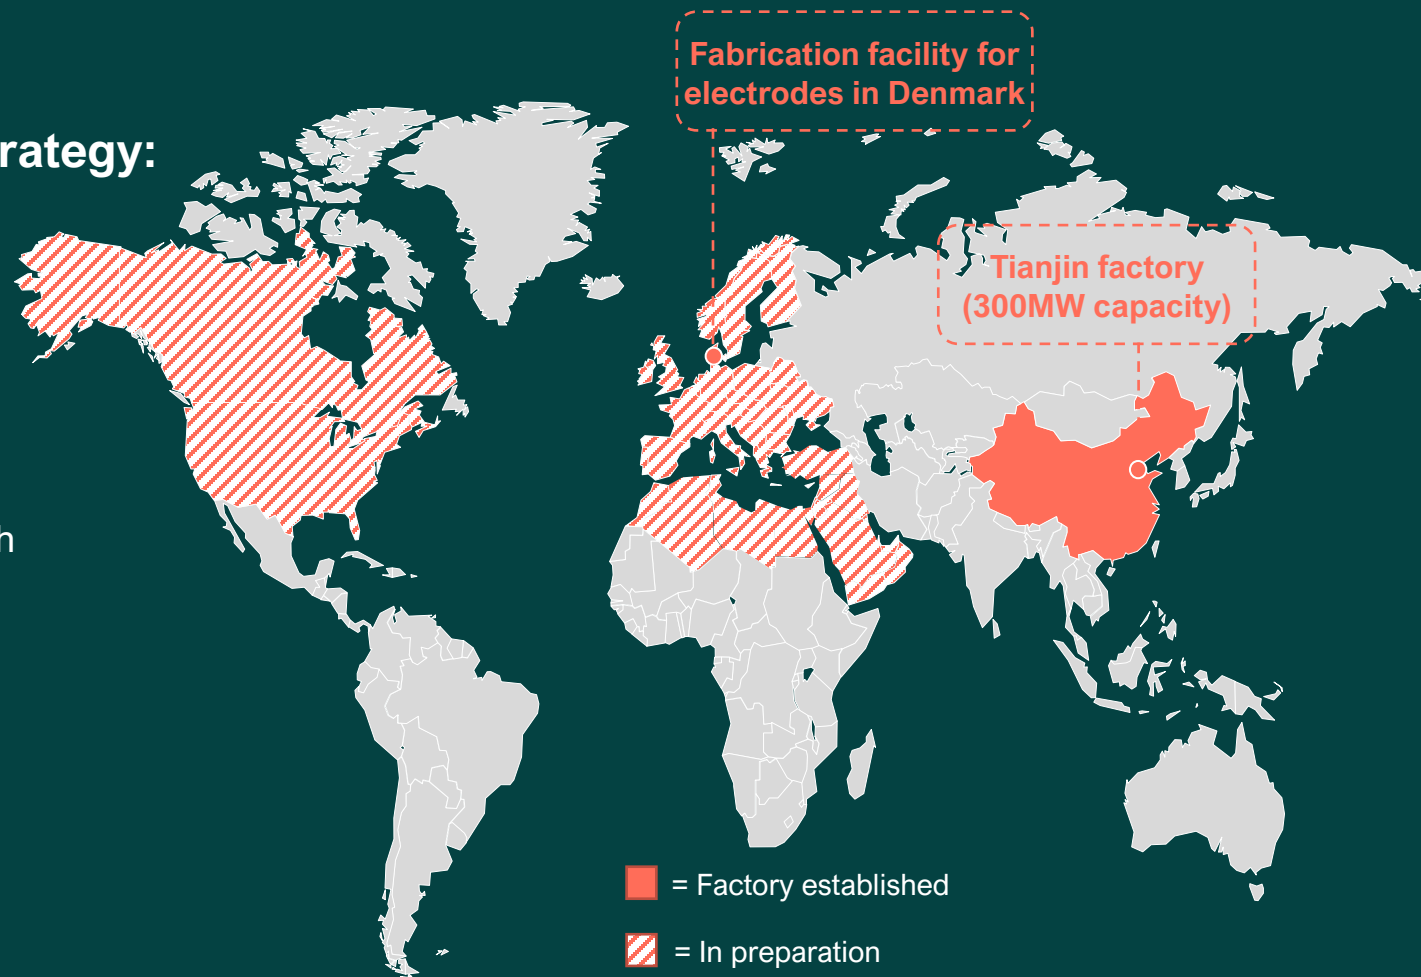 Fabrication facility for
electrodes in Denmark
rategy:
Tianjin factory
(300MW capacity)
h
= Factory established
= In preparation